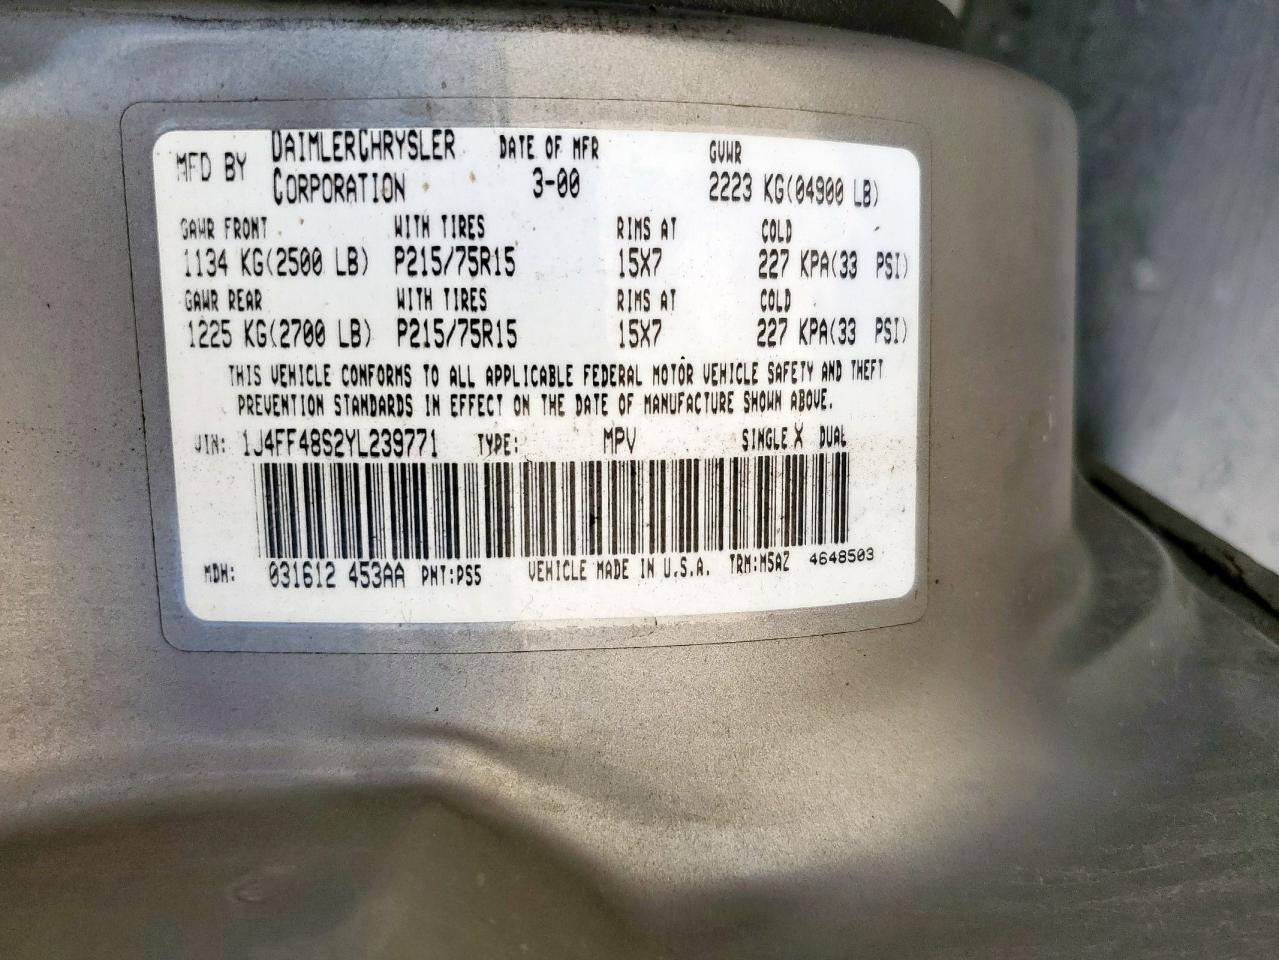 MFD BY DAIMLERCHRYSLER CORPORATION DATE OF MFR 3-00 GVWR 2223 KG(04900 LB)
GAWR FRONT WITH TIRES RIMS AT COLD
1134 KG(2500 LB) P215/75R15 15X7 227 KPA(33 PSI)
GAWR REAR WITH TIRES RIMS AT COLD
1225 KG(2700 LB) P215/75R15 15X7 227 KPA(33 PSI)
THIS VEHICLE CONFORMS TO ALL APPLICABLE FEDERAL MOTOR VEHICLE SAFETY AND THEFT
PREVENTION STANDARDS IN EFFECT ON THE DATE OF MANUFACTURE SHOWN ABOVE.
VIN: 1J4FF48S2YL239771 TYPE: MPV SINGLE X DUAL
MDH: 031612 453AA PNT:PS5 VEHICLE MADE IN U.S.A. TRM:M5AZ 4648503